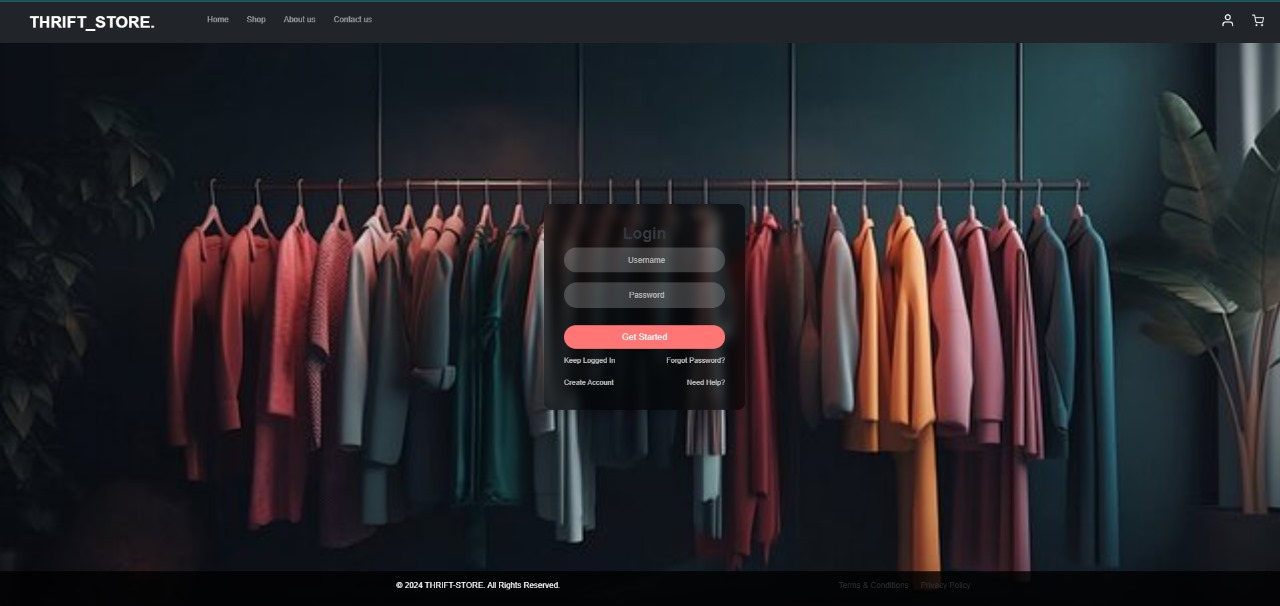 THRIFT_STORE.
Home Shop About us Contact us
Login
Username
Password
Get Started
Keep Logged In Forgot Password?
Create Account Need Help?
© 2024 THRIFT-STORE. All Rights Reserved. Terms & Conditions Privacy Policy